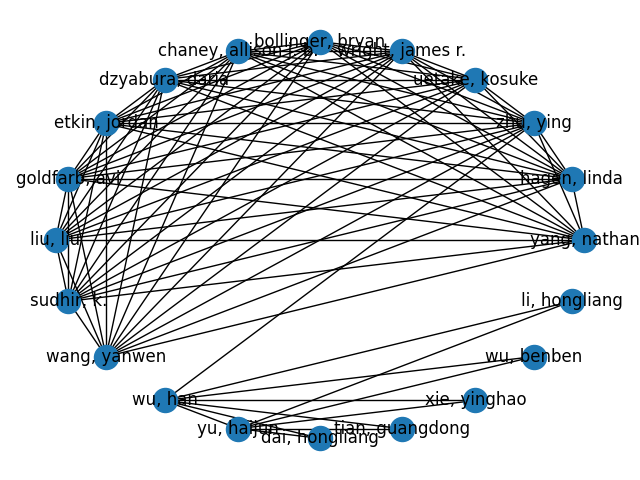 bollinger, bryan
chaney, allison j. b.
wright, james r.
dzyabura, daria
uetake, kosuke
etkin, jordan
zhu, ying
goldfarb, avi
hagen, linda
liu, liu
yang, nathan
sudhir, k.
li, hongliang
wang, yanwen
wu, benben
wu, han
xie, yinghao
yu, haijun
tian, guangdong
dai, hongliang